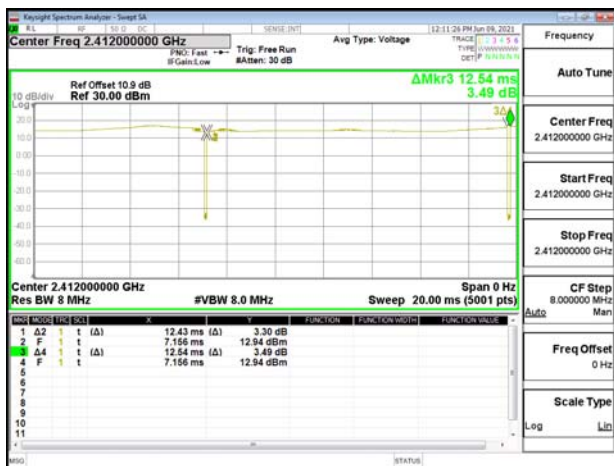 Keysight Spectrum Analyzer - Swept SA
RL RF 50 Ω DC SENSE:INT 12:11:26 PM Jun 09, 2021
Center Freq 2.412000000 GHz
PNO: Fast
IFGain:Low
Trig: Free Run
#Atten: 30 dB
Avg Type: Voltage
TRACE 1 2 3 4 5 6
TYPE WWWWWW
DET P NNNNN
Ref Offset 10.9 dB
Ref 30.00 dBm
10 dB/div
Log
ΔMkr3 12.54 ms
3.49 dB
20.0
10.0
0.00
-10.0
-20.0
-30.0
-40.0
-50.0
-60.0
3Δ4
Center 2.412000000 GHz
Span 0 Hz
Res BW 8 MHz
#VBW 8.0 MHz
Sweep 20.00 ms (5001 pts)
MKR MODE TRC SCL X Y FUNCTION FUNCTION WIDTH FUNCTION VALUE
1 Δ2 1 t (Δ) 12.43 ms (Δ) 3.30 dB
2 F 1 t 7.156 ms 12.94 dBm
3 Δ4 1 t (Δ) 12.54 ms (Δ) 3.49 dB
4 F 1 t 7.156 ms 12.94 dBm
5
6
7
8
9
10
11
MSG
STATUS
Frequency
Auto Tune
Center Freq
2.412000000 GHz
Start Freq
2.412000000 GHz
Stop Freq
2.412000000 GHz
CF Step
8.000000 MHz
Auto Man
Freq Offset
0 Hz
Scale Type
Log Lin